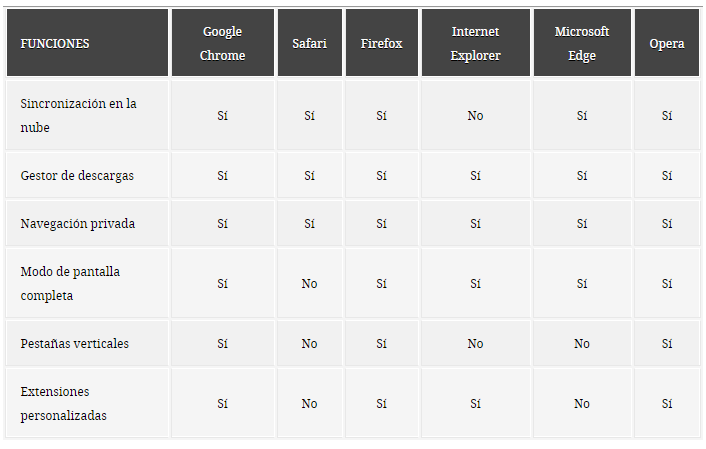 FUNCIONES Google Chrome Safari Firefox Internet Explorer Microsoft Edge Opera
Sincronización en la nube Sí Sí Sí No Sí Sí
Gestor de descargas Sí Sí Sí Sí Sí Sí
Navegación privada Sí Sí Sí Sí Sí Sí
Modo de pantalla completa Sí No Sí Sí Sí Sí
Pestañas verticales Sí No Sí No No Sí
Extensiones personalizadas Sí No Sí Sí No Sí